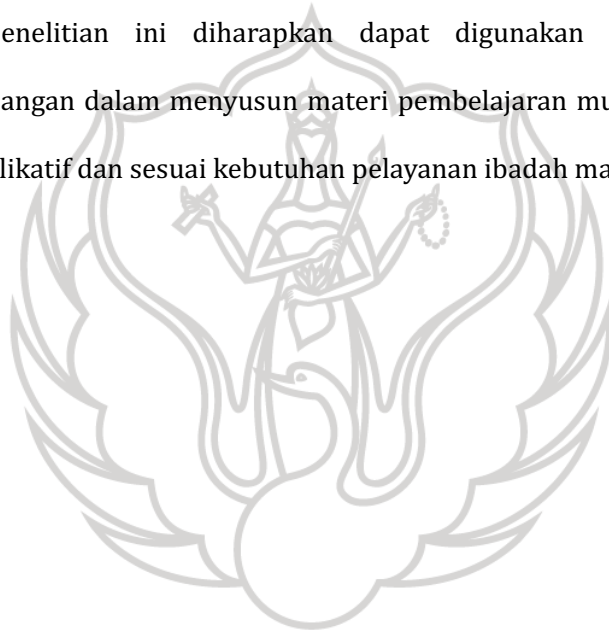 enelitian ini diharapkan dapat digunakan
angan dalam menyusun materi pembelajaran mu
likatif dan sesuai kebutuhan pelayanan ibadah ma